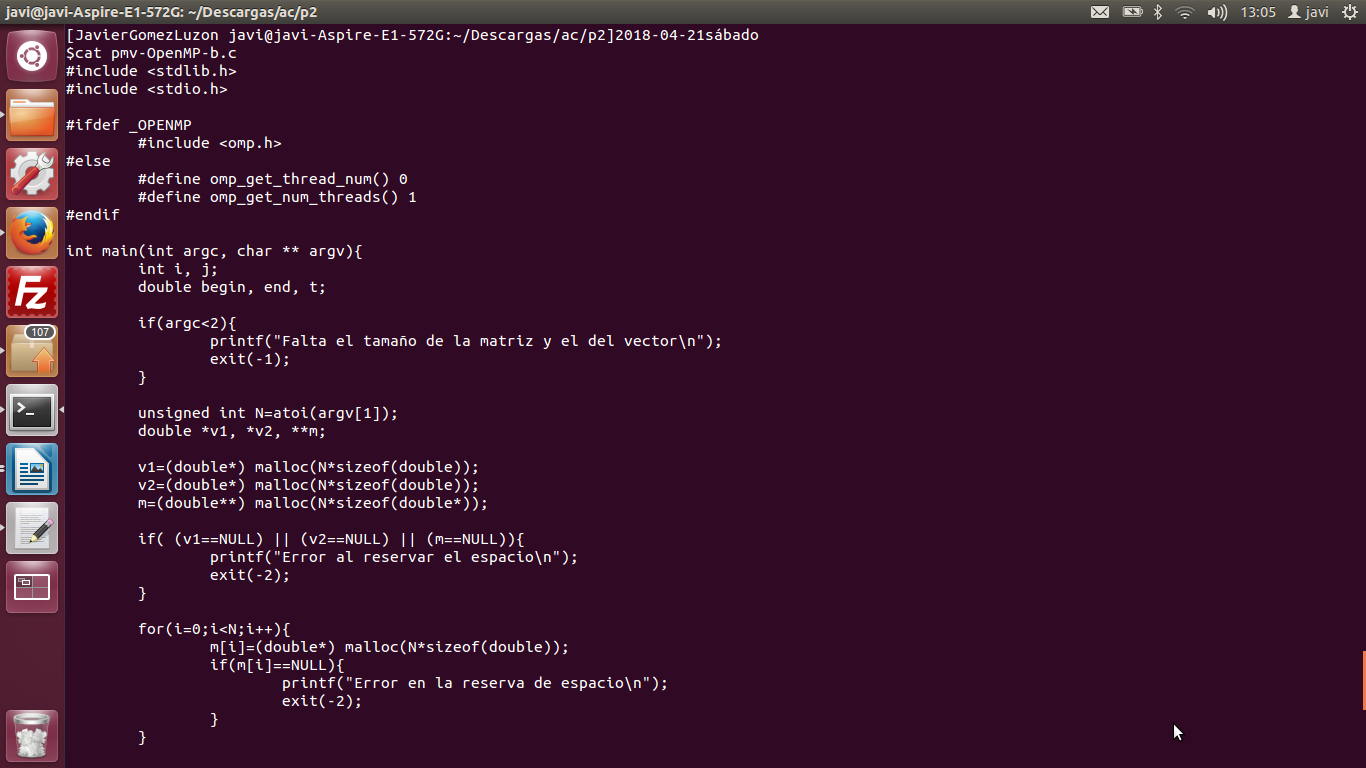 javi@javi-Aspire-E1-572G: ~/Descargas/ac/p2
13:05 javi
[JavierGomezLuzon javi@javi-Aspire-E1-572G:~/Descargas/ac/p2]2018-04-21sábado
$cat pmv-OpenMP-b.c
#include <stdlib.h>
#include <stdio.h>
#ifdef _OPENMP
#include <omp.h>
#else
#define omp_get_thread_num() 0
#define omp_get_num_threads() 1
#endif
int main(int argc, char ** argv){
int i, j;
double begin, end, t;
if(argc<2){
printf("Falta el tamaño de la matriz y el del vector\n");
exit(-1);
}
unsigned int N=atoi(argv[1]);
double *v1, *v2, **m;
v1=(double*) malloc(N*sizeof(double));
v2=(double*) malloc(N*sizeof(double));
m=(double**) malloc(N*sizeof(double*));
if( (v1==NULL) || (v2==NULL) || (m==NULL)){
printf("Error al reservar el espacio\n");
exit(-2);
}
for(i=0;i<N;i++){
m[i]=(double*) malloc(N*sizeof(double));
if(m[i]==NULL){
printf("Error en la reserva de espacio\n");
exit(-2);
}
}
Fz
107
>_